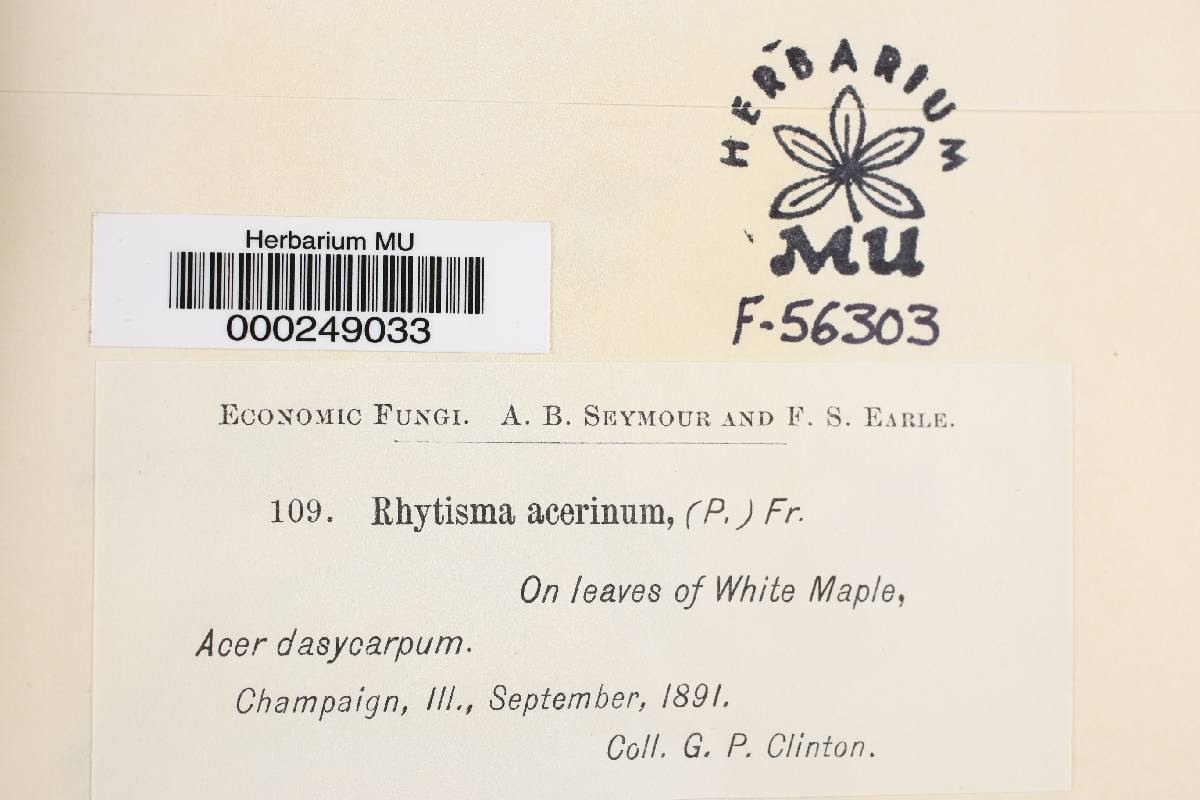 HERBARIUM
MU
F-56303
Herbarium MU
000249033
ECONOMIC FUNGI. A. B. SEYMOUR AND F. S. EARLE.
109. Rhytisma acerinum, (P.) Fr.
On leaves of White Maple,
Acer dasycarpum.
Champaign, Ill., September, 1891.
Coll. G. P. Clinton.